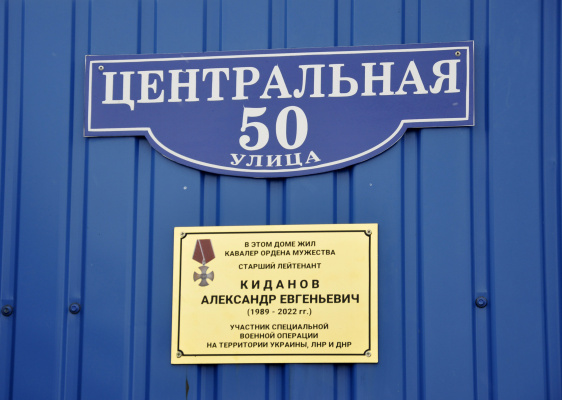 ЦЕНТРАЛЬНАЯ
50
УЛИЦА
В ЭТОМ ДОМЕ ЖИЛ
КАВАЛЕР ОРДЕНА МУЖЕСТВА
СТАРШИЙ ЛЕЙТЕНАНТ
КИДАНОВ
АЛЕКСАНДР ЕВГЕНЬЕВИЧ
(1989 - 2022 гг.)
УЧАСТНИК СПЕЦИАЛЬНОЙ
ВОЕННОЙ ОПЕРАЦИИ
НА ТЕРРИТОРИИ УКРАИНЫ, ЛНР И ДНР